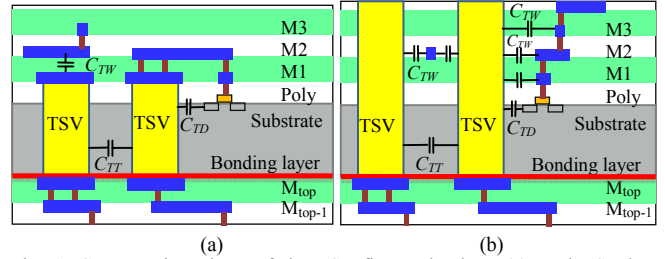 M3
M2
C_TW
M1
Poly
TSV
TSV
C_TD
Substrate
C_TT
Bonding layer
M_top
M_top-1
(a)
C_TW
M3
C_TW
M2
C_TW
M1
Poly
TSV
TSV
C_TD
Substrate
C_TT
Bonding layer
M_top
M_top-1
(b)